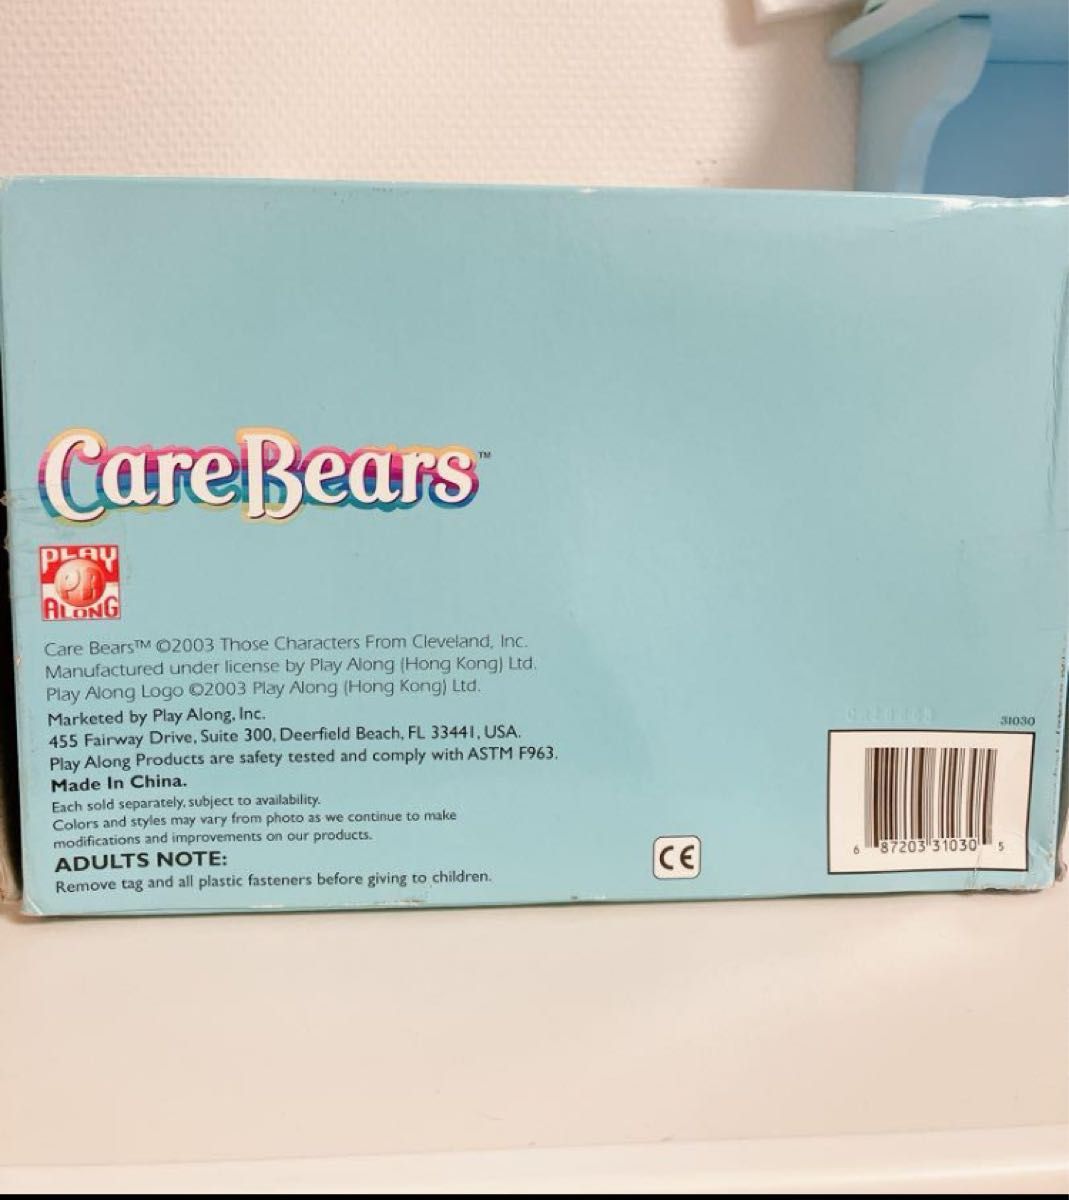 CareBears™
PLAY
PA
ALONG
Care Bears™ ©2003 Those Characters From Cleveland, Inc.
Manufactured under license by Play Along (Hong Kong) Ltd.
Play Along Logo ©2003 Play Along (Hong Kong) Ltd.
Marketed by Play Along, Inc.
455 Fairway Drive, Suite 300, Deerfield Beach, FL 33441, USA.
Play Along Products are safety tested and comply with ASTM F963.
Made In China.
Each sold separately, subject to availability.
Colors and styles may vary from photo as we continue to make
modifications and improvements on our products.
ADULTS NOTE:
Remove tag and all plastic fasteners before giving to children.
CE
31030
6 87203 31030 5